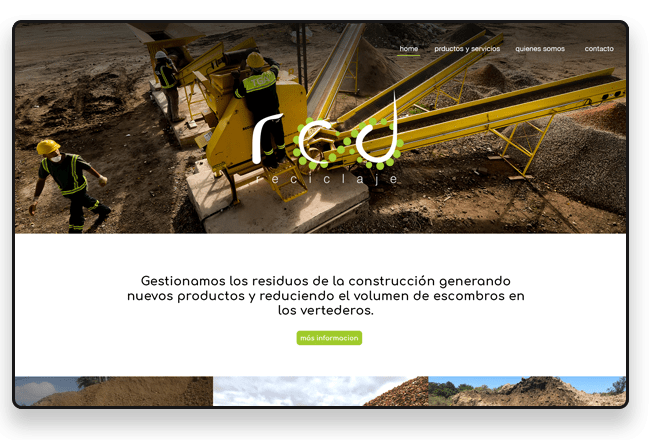 home prductos y servicios quienes somos contacto
rcd
reciclaje
Gestionamos los residuos de la construcción generando
nuevos productos y reduciendo el volumen de escombros en
los vertederos.
más informacion